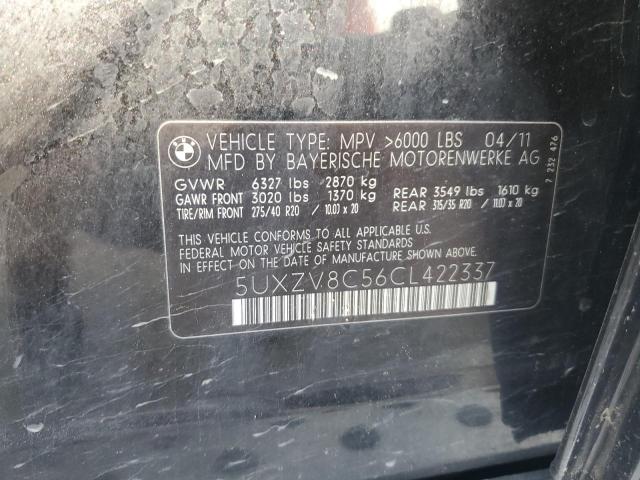 VEHICLE TYPE: MPV >6000 LBS 04/11
MFD BY BAYERISCHE MOTORENWERKE AG
GVWR 6327 lbs 2870 kg
GAWR FRONT 3020 lbs 1370 kg REAR 3549 lbs 1610 kg
TIRE/RIM FRONT 275/40 R20 / 10.0J x 20 REAR 315/35 R20 / 11.0J x 20
THIS VEHICLE CONFORMS TO ALL APPLICABLE U.S.
FEDERAL MOTOR VEHICLE SAFETY STANDARDS
IN EFFECT ON THE DATE OF MANUFACTURE SHOWN
ABOVE.
5UXZV8C56CL422337
7 232 476